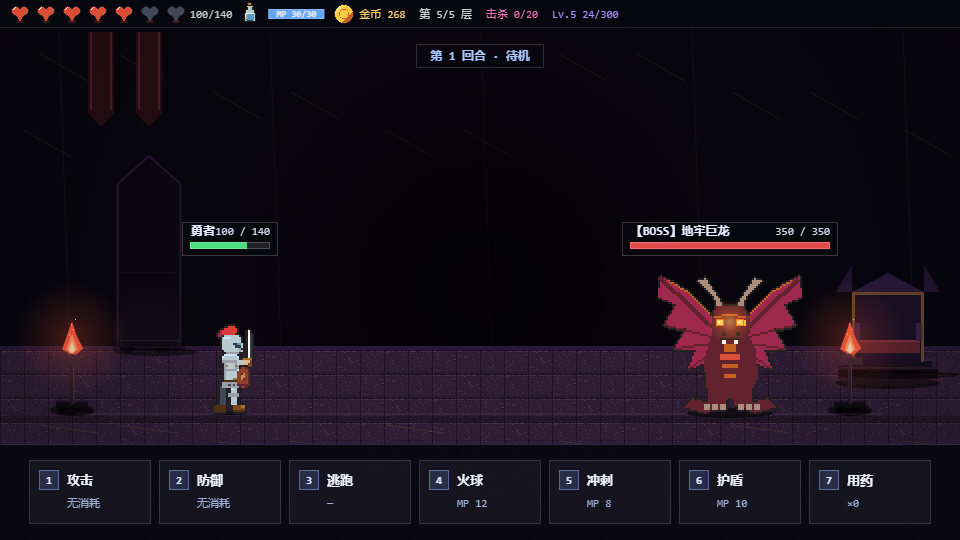 100/140 MP 30/30 金币 268 第 5/5 层 击杀 0/20 Lv.5 24/300
第 1 回合 · 待机
勇者100 / 140
【BOSS】地牢巨龙 350 / 350
1 攻击 无消耗
2 防御 无消耗
3 逃跑 —
4 火球 MP 12
5 冲刺 MP 8
6 护盾 MP 10
7 用药 ×0